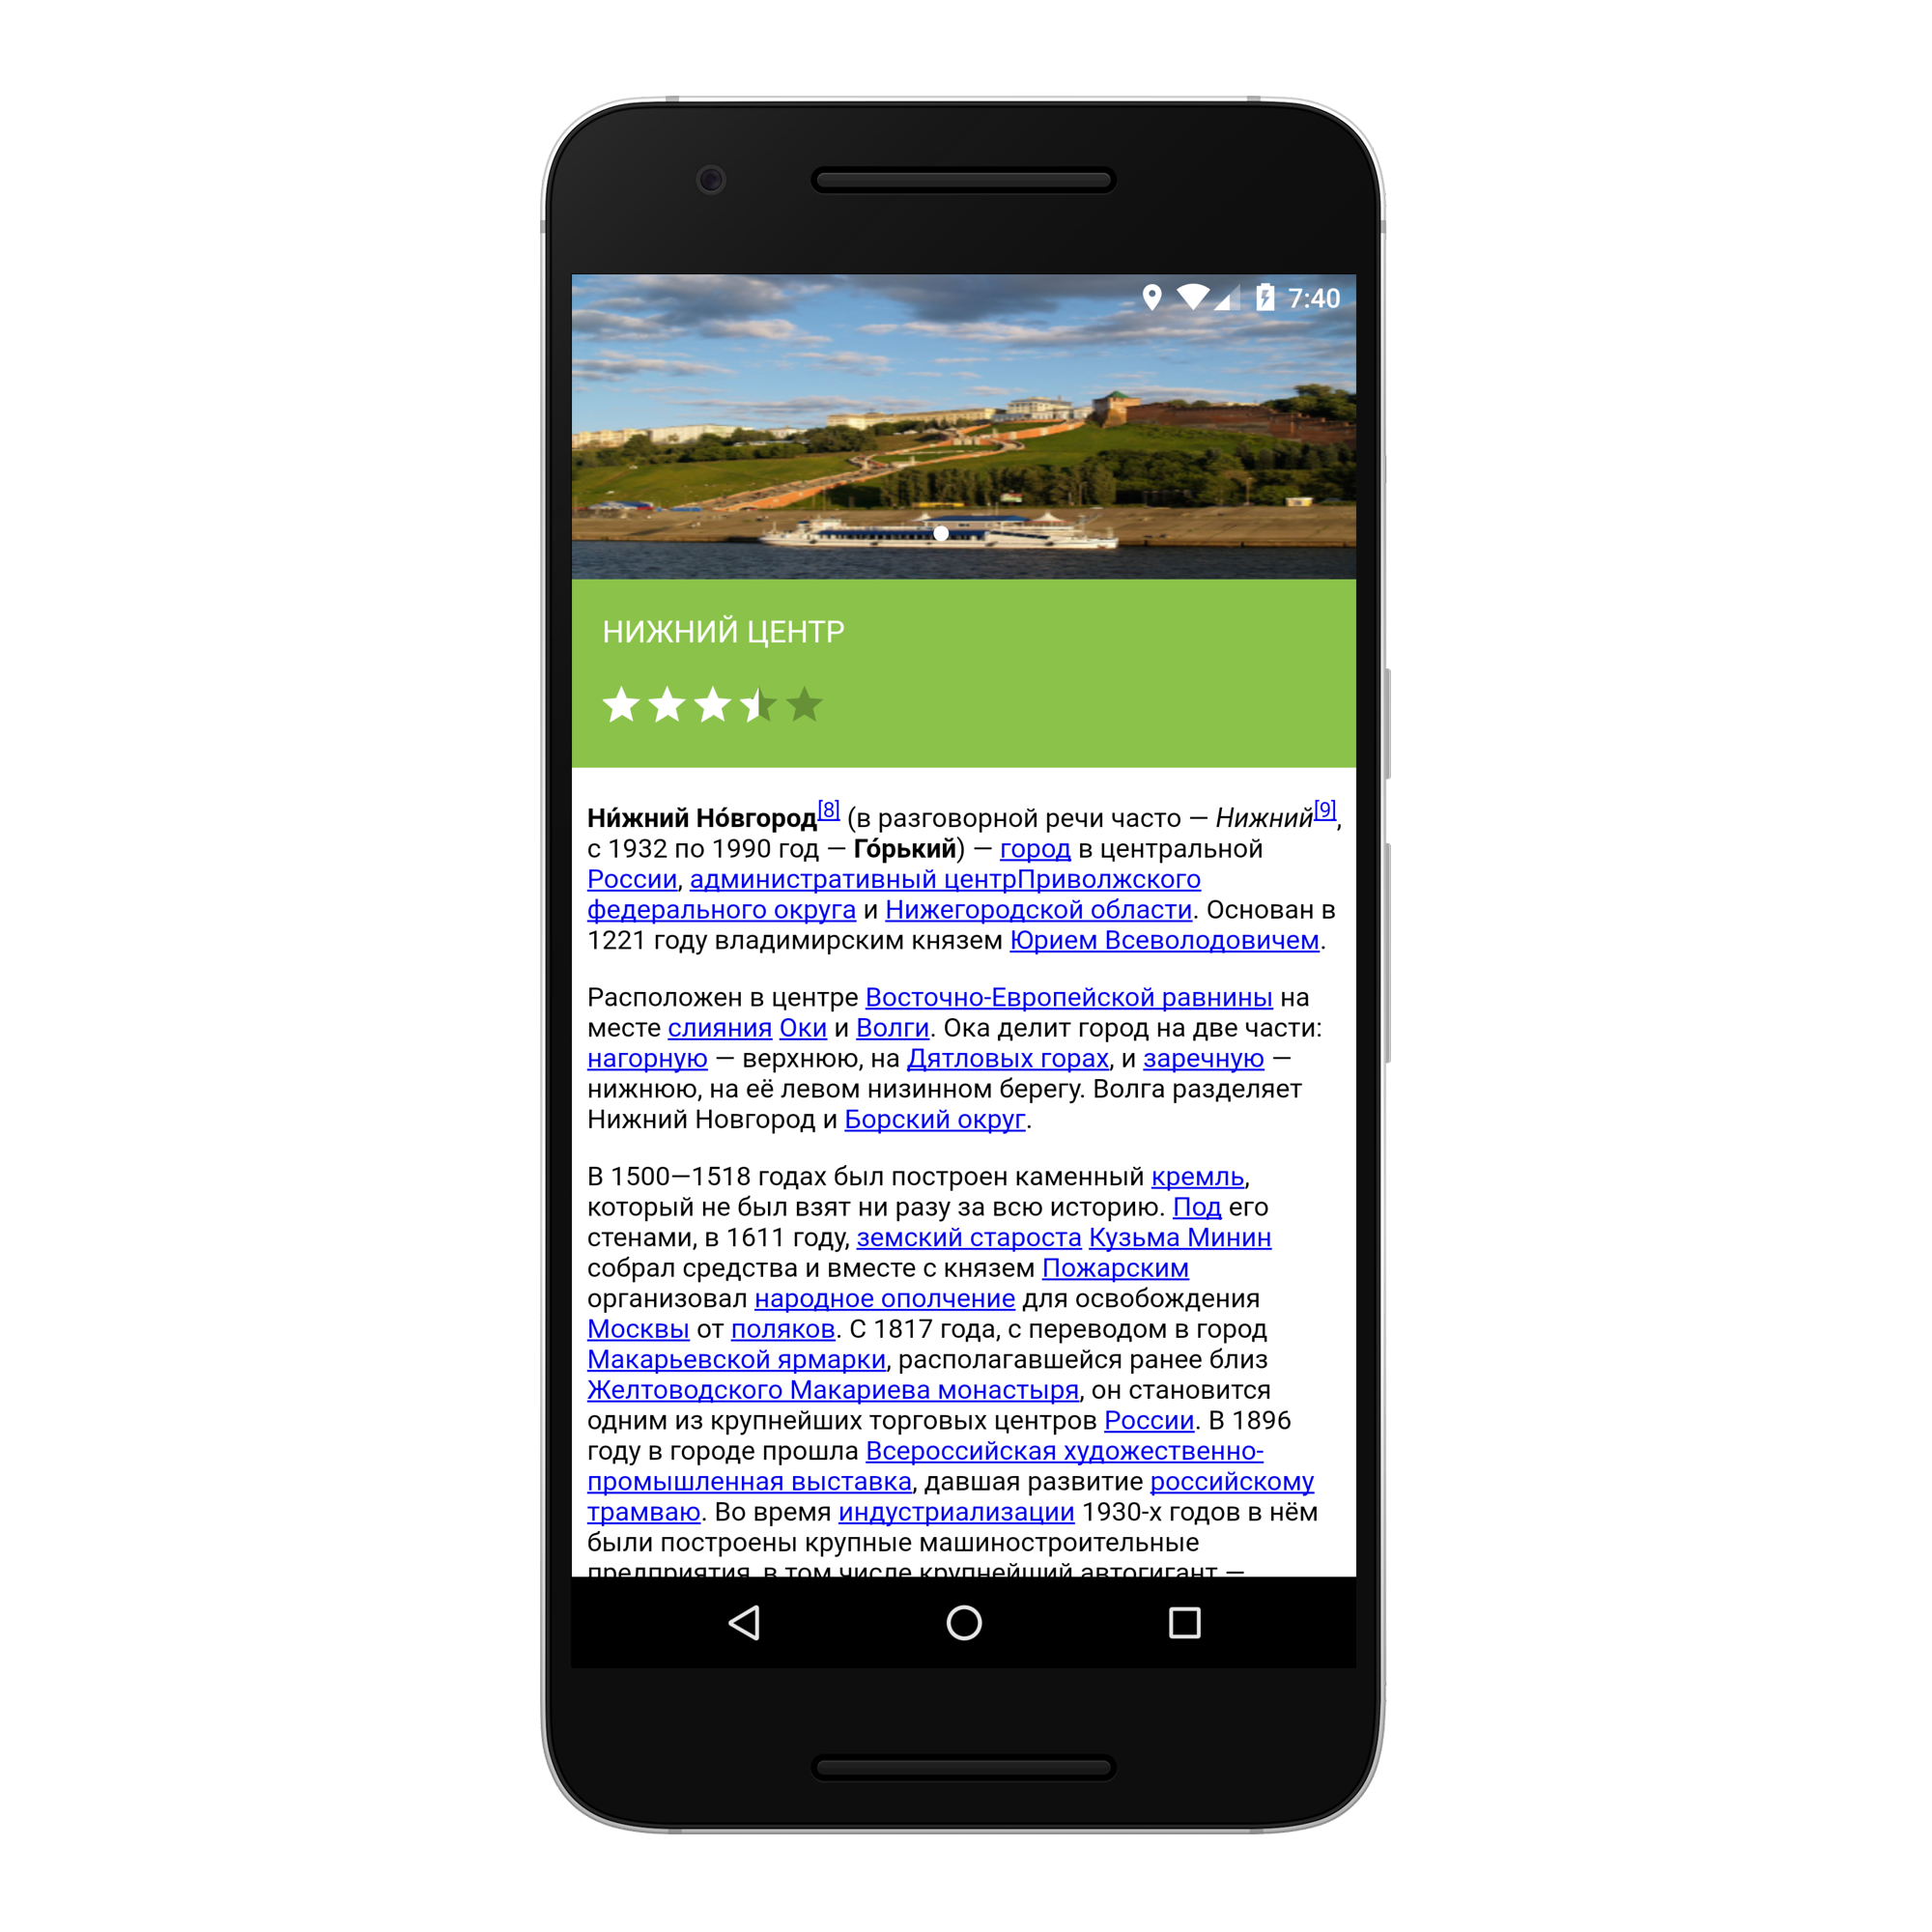 7:40
НИЖНИЙ ЦЕНТР
Ни́жний Но́вгород[8] (в разговорной речи часто — Нижний[9],
с 1932 по 1990 год — Го́рький) — город в центральной
России, административный центрПриволжского
федерального округа и Нижегородской области. Основан в
1221 году владимирским князем Юрием Всеволодовичем.
Расположен в центре Восточно-Европейской равнины на
месте слияния Оки и Волги. Ока делит город на две части:
нагорную — верхнюю, на Дятловых горах, и заречную —
нижнюю, на её левом низинном берегу. Волга разделяет
Нижний Новгород и Борский округ.
В 1500—1518 годах был построен каменный кремль,
который не был взят ни разу за всю историю. Под его
стенами, в 1611 году, земский староста Кузьма Минин
собрал средства и вместе с князем Пожарским
организовал народное ополчение для освобождения
Москвы от поляков. С 1817 года, с переводом в город
Макарьевской ярмарки, располагавшейся ранее близ
Желтоводского Макариева монастыря, он становится
одним из крупнейших торговых центров России. В 1896
году в городе прошла Всероссийская художественно-
промышленная выставка, давшая развитие российскому
трамваю. Во время индустриализации 1930-х годов в нём
были построены крупные машиностроительные
предприятия, в том числе крупнейший автогигант —